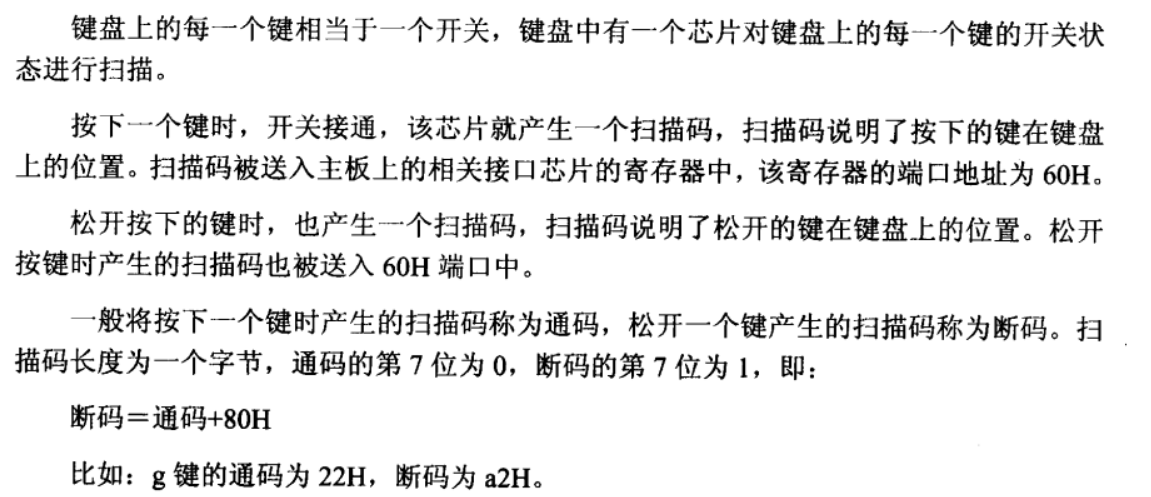 键盘上的每一个键相当于一个开关，键盘中有一个芯片对键盘上的每一个键的开关状
态进行扫描。
按下一个键时，开关接通，该芯片就产生一个扫描码，扫描码说明了按下的键在键盘
上的位置。扫描码被送入主板上的相关接口芯片的寄存器中，该寄存器的端口地址为 60H。
松开按下的键时，也产生一个扫描码，扫描码说明了松开的键在键盘上的位置。松开
按键时产生的扫描码也被送入 60H 端口中。
一般将按下一个键时产生的扫描码称为通码，松开一个键产生的扫描码称为断码。扫
描码长度为一个字节，通码的第 7 位为 0，断码的第 7 位为 1，即：
断码＝通码+80H
比如：g 键的通码为 22H，断码为 a2H。